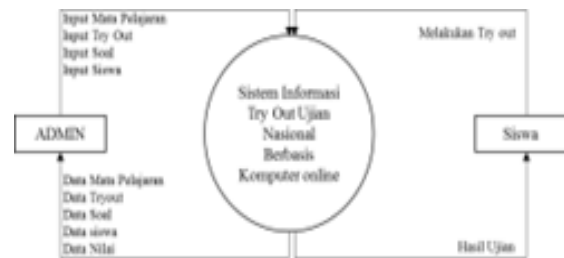 Input Mata Pelajaran
Input Try Out
Input Soal
Input Siswa
Melakukan Try out
Sistem Informasi
Try Out Ujian
Nasional
Berbasis
Komputer online
ADMIN
Siswa
Data Mata Pelajaran
Data Tryout
Data Soal
Data siswa
Data Nilai
Hasil Ujian